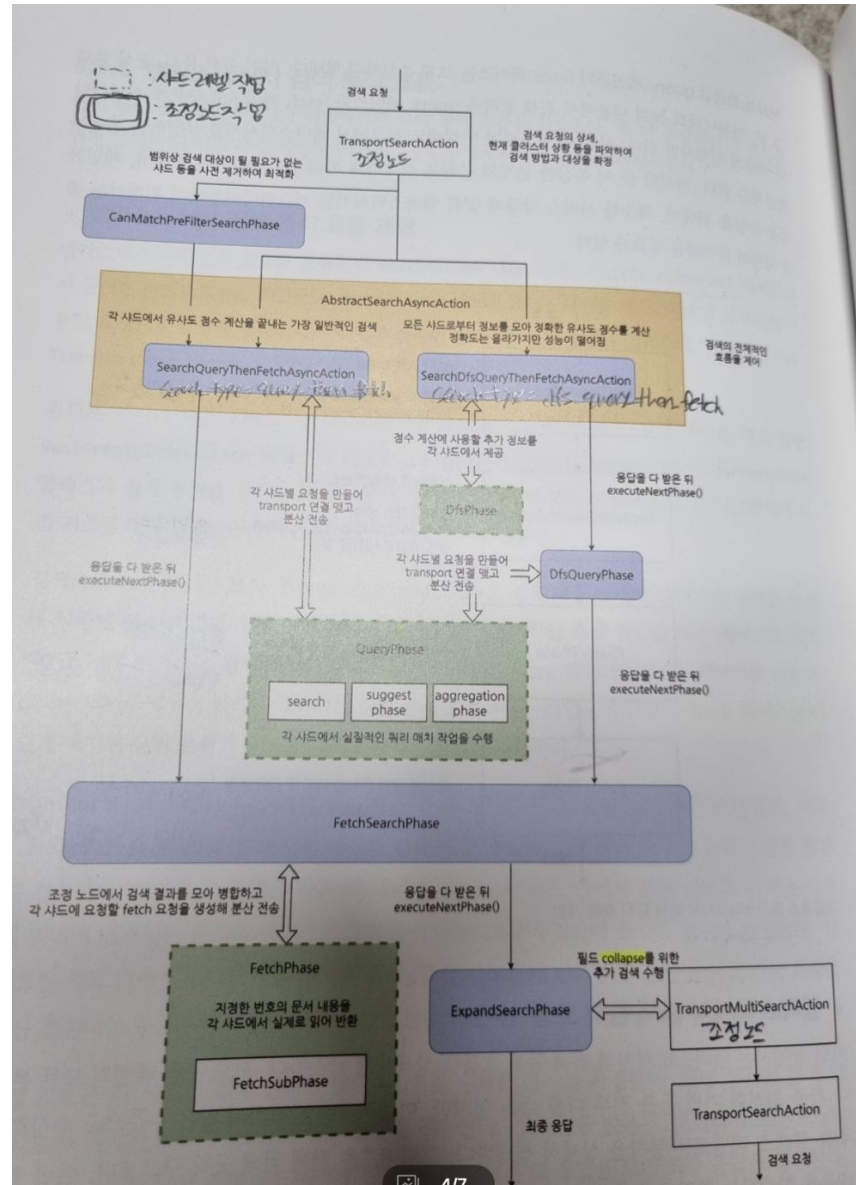 : 샤드레벨 작업
: 조정노드작업
검색 요청
TransportSearchAction
조정노드
검색 요청의 상세,
현재 클러스터 상황 등을 파악하여
검색 방법과 대상을 확정
범위상 검색 대상이 될 필요가 없는
샤드 등을 사전 제거하여 최적화
CanMatchPreFilterSearchPhase
AbstractSearchAsyncAction
각 샤드에서 유사도 점수 계산을 끝내는 가장 일반적인 검색
모든 샤드로부터 정보를 모아 정확한 유사도 점수를 계산
정확도는 올라가지만 성능이 떨어짐
검색의 전체적인
흐름을 제어
SearchQueryThenFetchAsyncAction
SearchDfsQueryThenFetchAsyncAction
search type = query then
search type = dfs query then fetch
점수 계산에 사용할 추가 정보를
각 샤드에서 제공
응답을 다 받은 뒤
executeNextPhase()
각 샤드별 요청을 만들어
transport 연결 맺고
분산 전송
DfsPhase
각 샤드별 요청을 만들어
transport 연결 맺고
분산 전송
DfsQueryPhase
응답을 다 받은 뒤
executeNextPhase()
QueryPhase
search
suggest
phase
aggregation
phase
각 샤드에서 실질적인 쿼리 매치 작업을 수행
응답을 다 받은 뒤
executeNextPhase()
FetchSearchPhase
조정 노드에서 검색 결과를 모아 병합하고
각 샤드에 요청할 fetch 요청을 생성해 분산 전송
응답을 다 받은 뒤
executeNextPhase()
FetchPhase
지정한 번호의 문서 내용을
각 샤드에서 실제로 읽어 반환
FetchSubPhase
필드 collapse를 위한
추가 검색 수행
ExpandSearchPhase
TransportMultiSearchAction
조정노드
TransportSearchAction
최종 응답
검색 요청
4/7